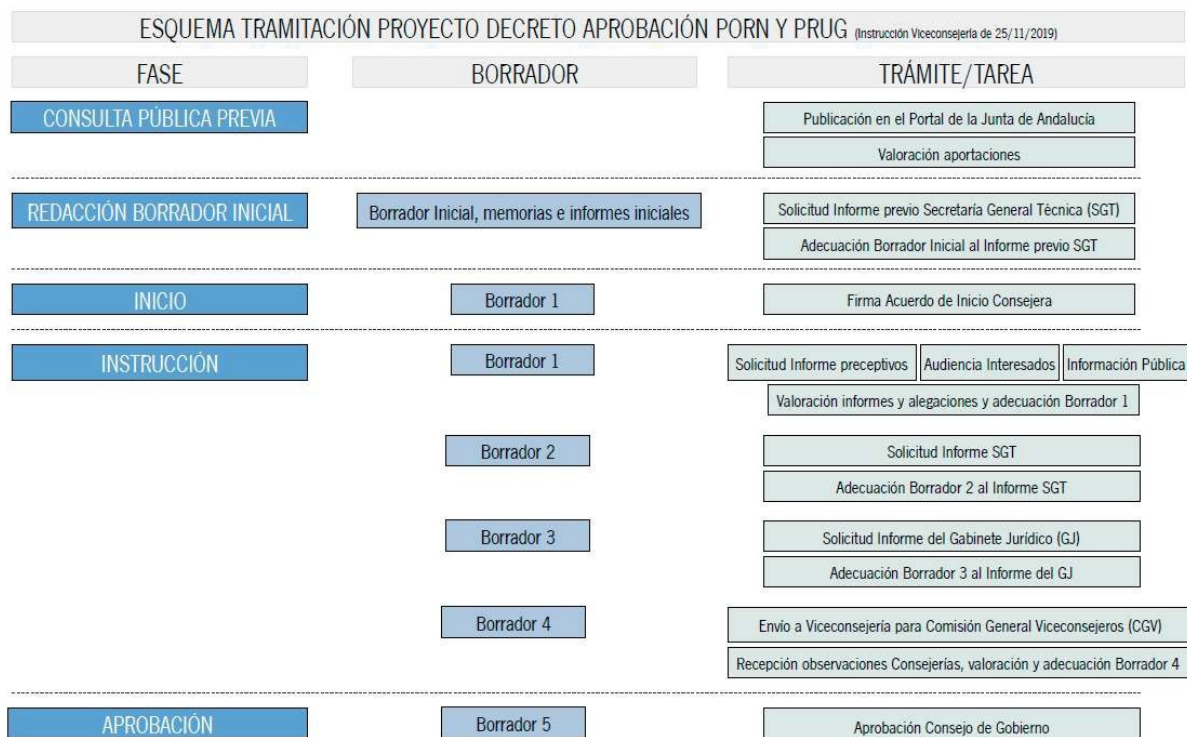 ESQUEMA TRAMITACIÓN PROYECTO DECRETO APROBACIÓN PORN Y PRUG (Instrucción Viceconsejería de 25/11/2019)
FASE BORRADOR TRÁMITE/TAREA
CONSULTA PÚBLICA PREVIA Publicación en el Portal de la Junta de Andalucía
Valoración aportaciones
REDACCIÓN BORRADOR INICIAL Borrador Inicial, memorias e informes iniciales Solicitud Informe previo Secretaría General Técnica (SGT)
Adecuación Borrador Inicial al Informe previo SGT
INICIO Borrador 1 Firma Acuerdo de Inicio Consejera
INSTRUCCIÓN Borrador 1 Solicitud Informe preceptivos Audiencia Interesados Información Pública
Valoración informes y alegaciones y adecuación Borrador 1
Borrador 2 Solicitud Informe SGT
Adecuación Borrador 2 al Informe SGT
Borrador 3 Solicitud Informe del Gabinete Jurídico (GJ)
Adecuación Borrador 3 al Informe del GJ
Borrador 4 Envio a Viceconsejería para Comisión General Viceconsejeros (CGV)
Recepción observaciones Consejerías, valoración y adecuación Borrador 4
APROBACIÓN Borrador 5 Aprobación Consejo de Gobierno